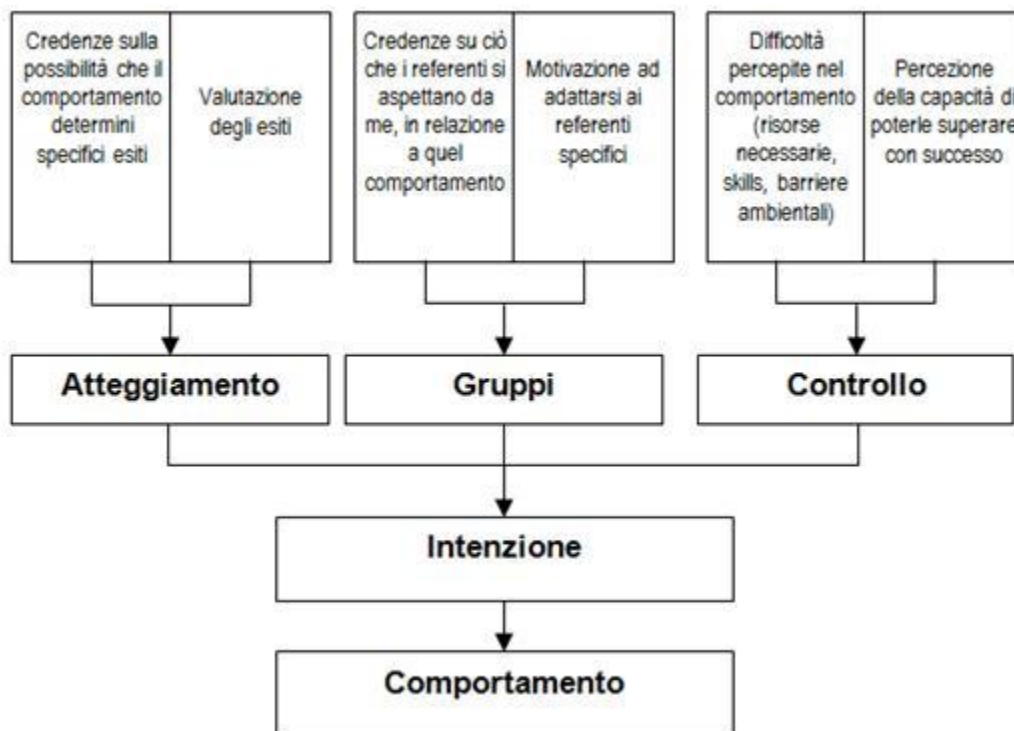 Credenze sulla
possibilità che il
comportamento
determini
specifici esiti
Valutazione
degli esiti
Credenze su ciò
che i referenti si
aspettano da
me, in relazione
a quel
comportamento
Motivazione ad
adattarsi ai
referenti
specifici
Difficoltà
percepite nel
comportamento
(risorse
necessarie,
skills, barriere
ambientali)
Percezione
della capacità di
poterle superare
con successo
Atteggiamento
Gruppi
Controllo
Intenzione
Comportamento